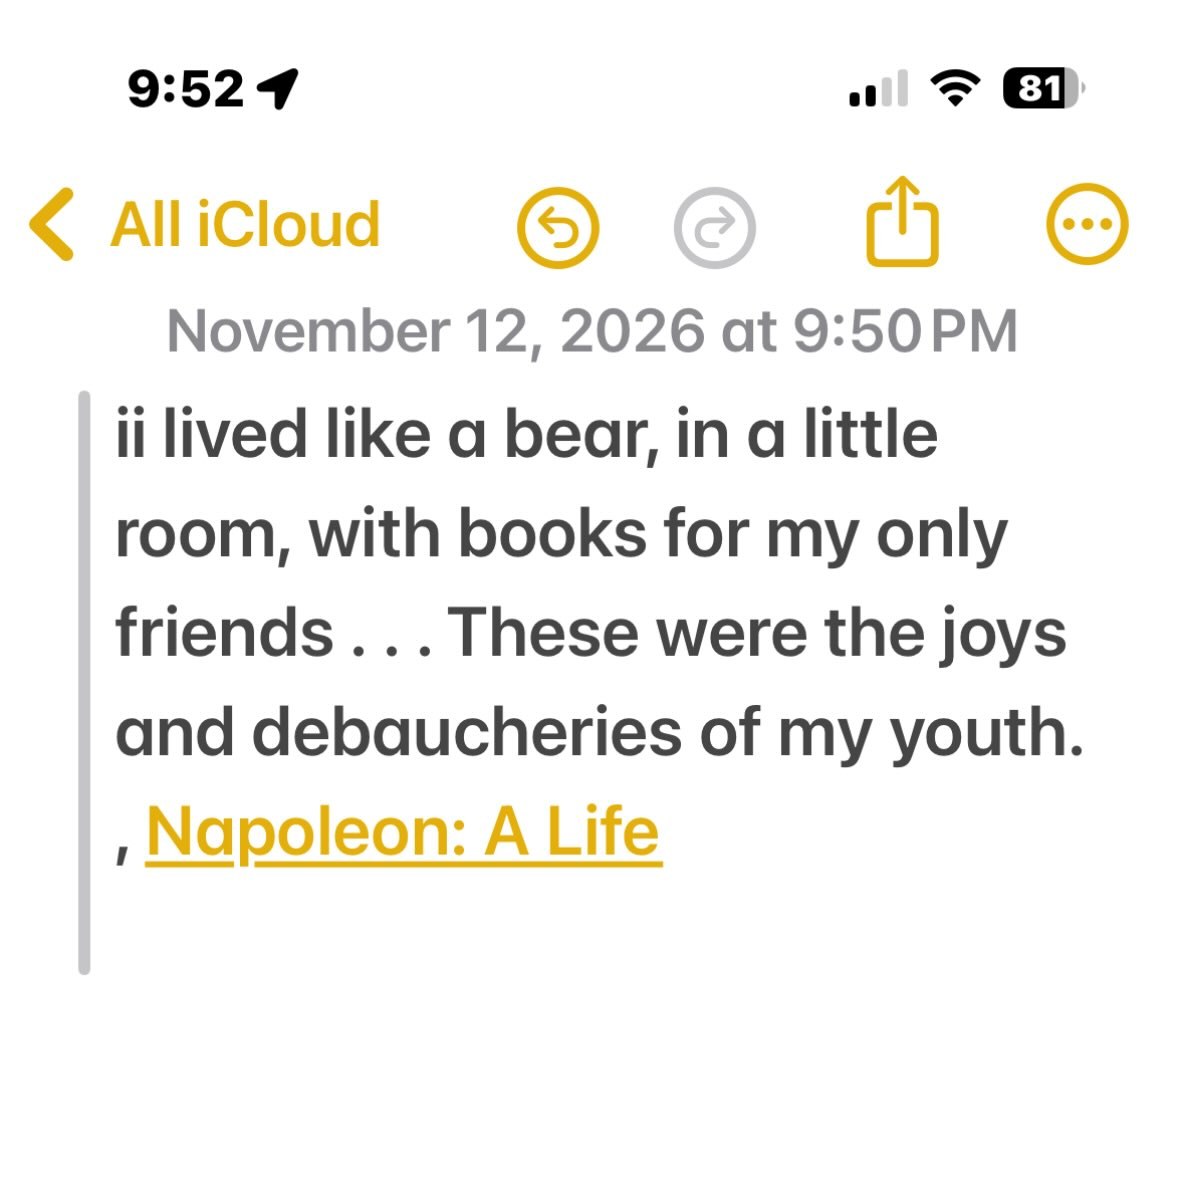 9:52
81
All iCloud
November 12, 2026 at 9:50 PM
ii lived like a bear, in a little
room, with books for my only
friends . . . These were the joys
and debaucheries of my youth.
, Napoleon: A Life